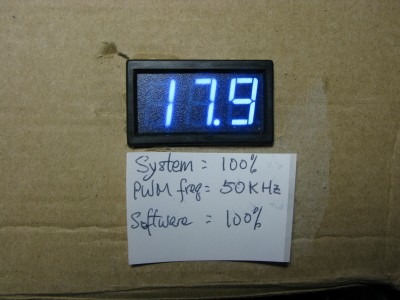 17.9
System = 100%
PWM freq = 50KHz
Software = 100%